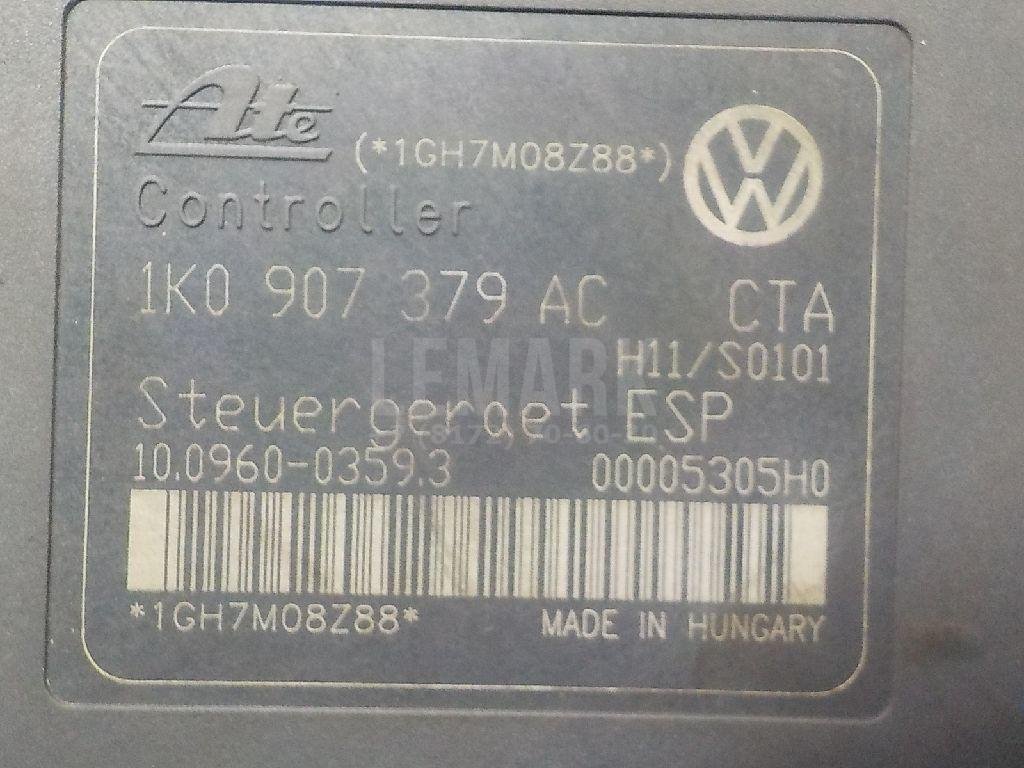 Ate
(*1GH7M08Z88*)
Controller
1K0 907 379 AC CTA
H11/S0101
LEMARK
Steuergeraet ESP
10.0960-0359.3 00005305H0
*1GH7M08Z88* MADE IN HUNGARY